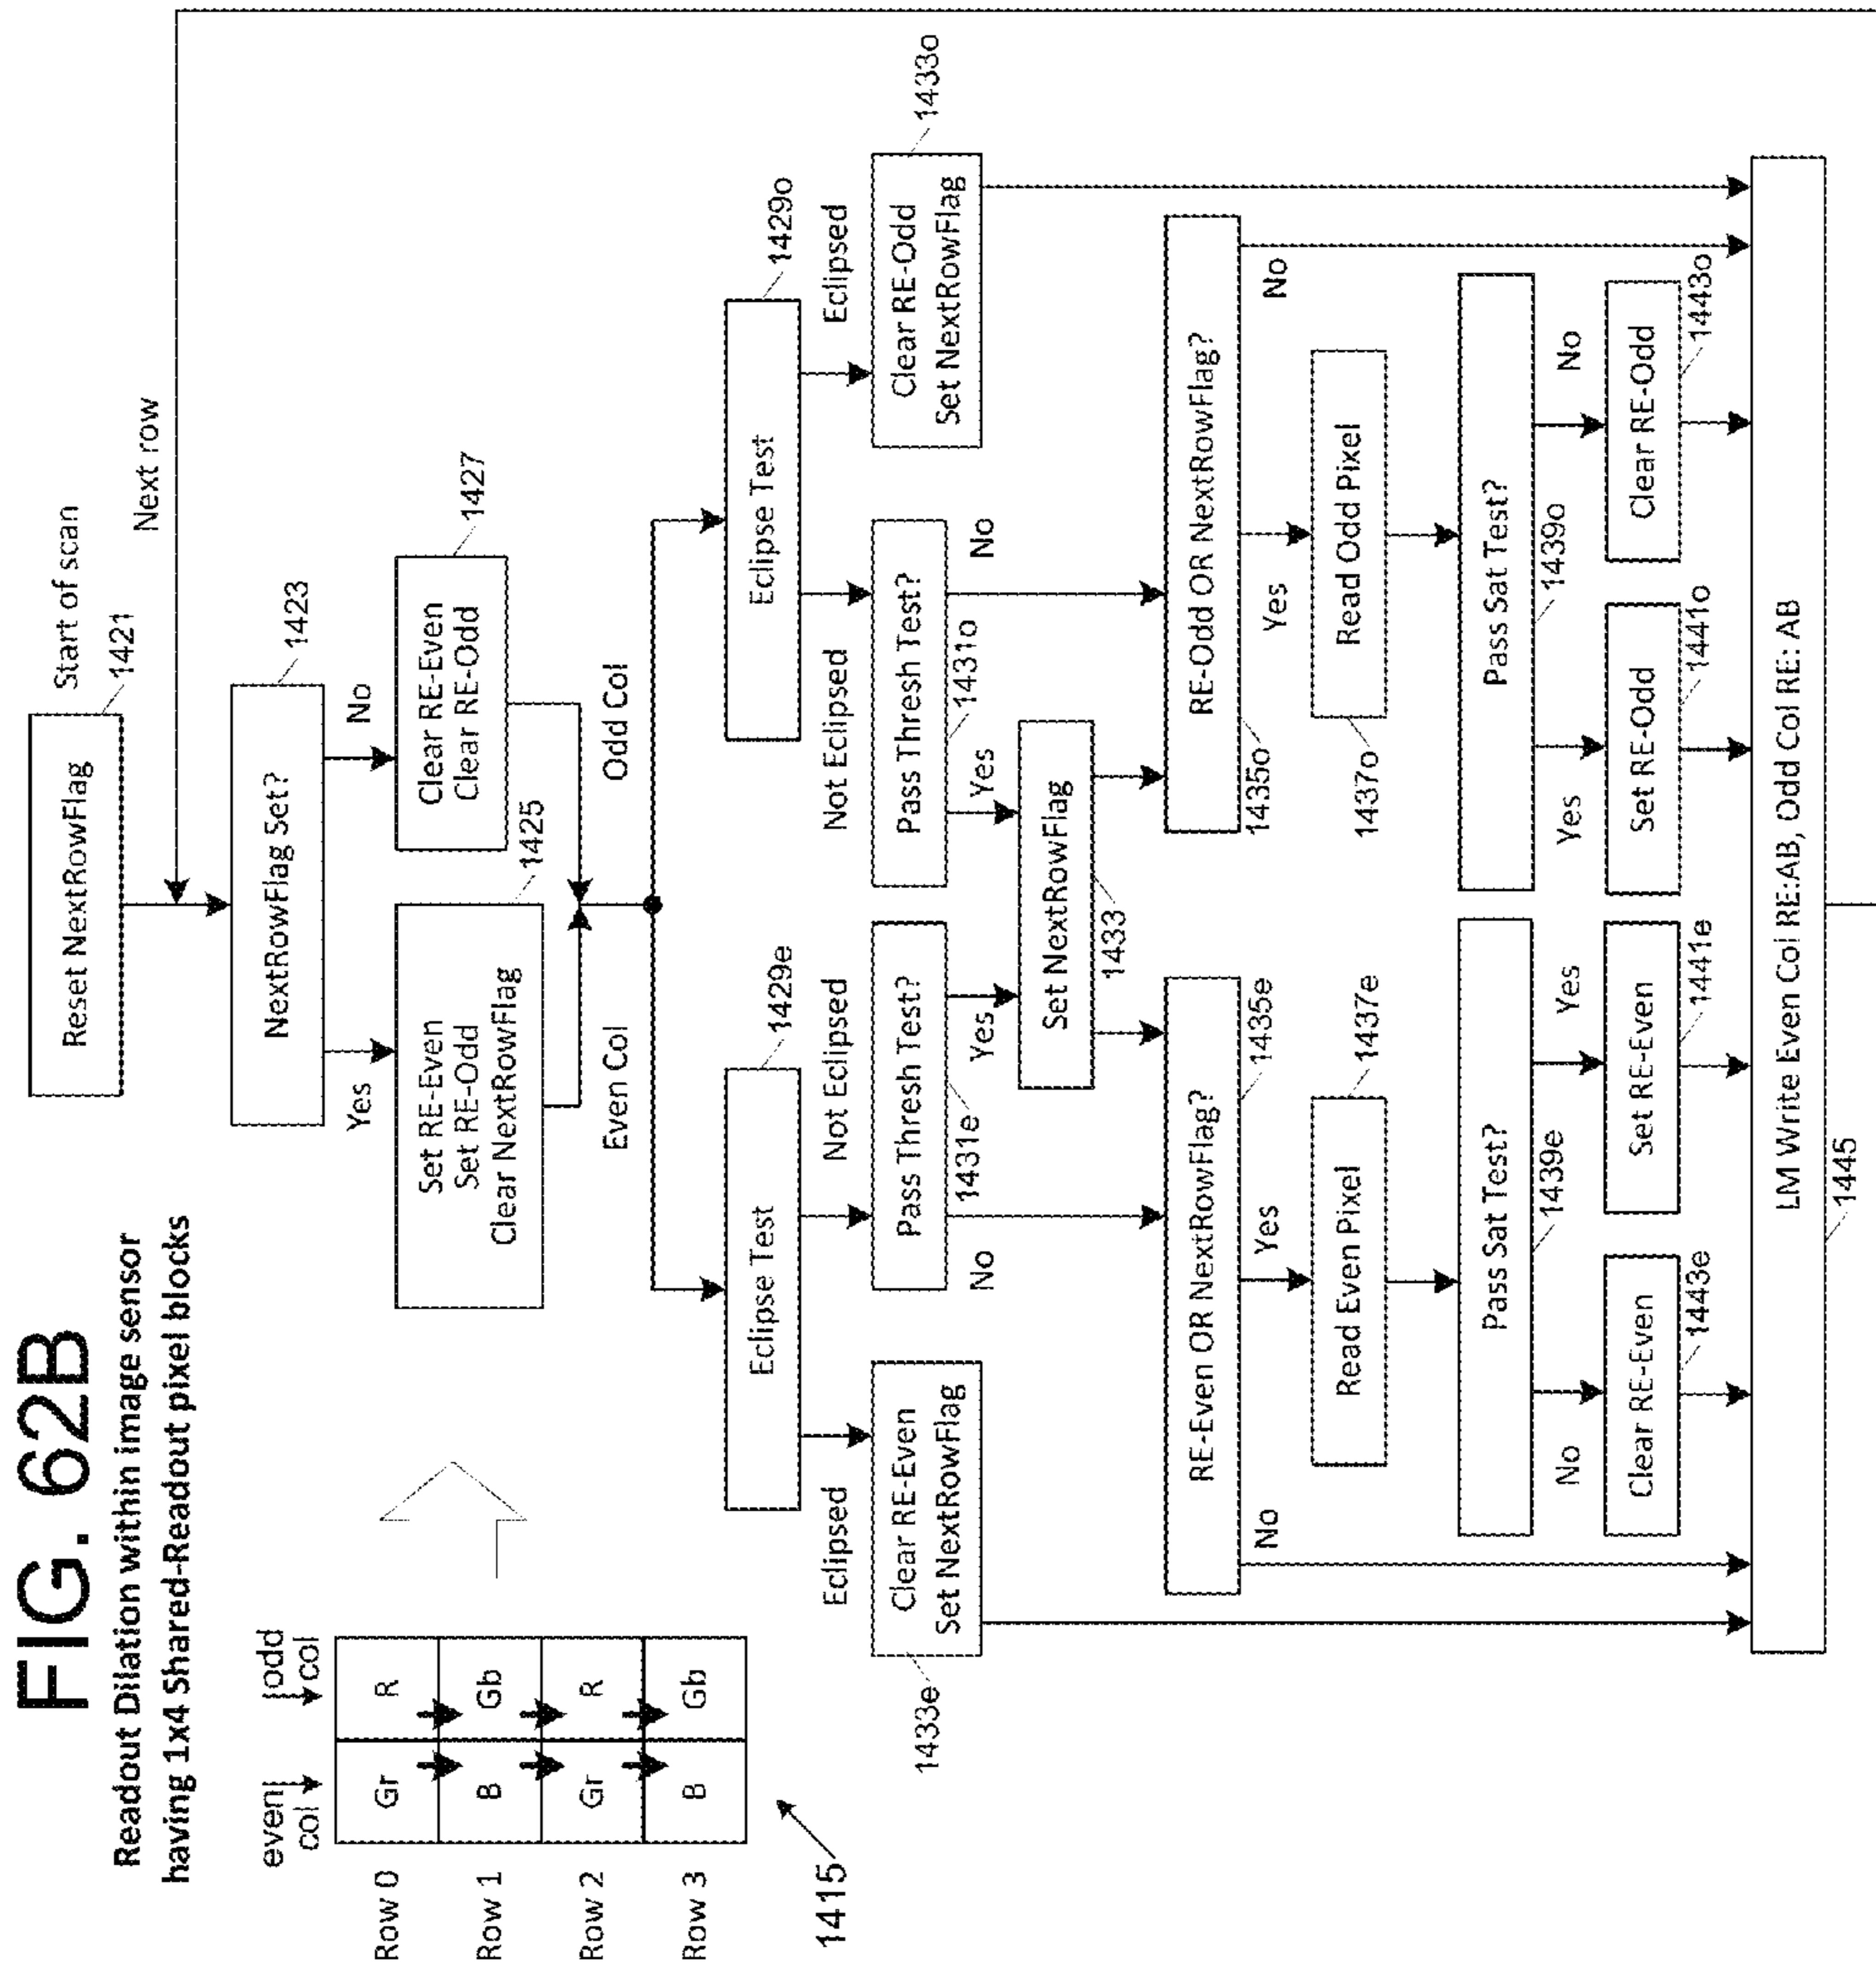 FIG. 62B
Readout Dilation within image sensor
having 1x4 Shared-Readout pixel blocks
even
col
odd
col
Row 0
Gr
R
Row 1
B
Gb
Row 2
Gr
R
Row 3
B
Gb
1415
Start of scan
Reset NextRowFlag
1421
Next row
NextRowFlag Set?
1423
Yes
No
Set RE-Even
Set RE-Odd
Clear NextRowFlag
1425
Clear RE-Even
Clear RE-Odd
1427
Even Col
Odd Col
Eclipse Test
1429e
Eclipse Test
1429o
Eclipsed
Not Eclipsed
Not Eclipsed
Eclipsed
Clear RE-Even
Set NextRowFlag
1433e
Pass Thresh Test?
1431e
Pass Thresh Test?
1431o
Clear RE-Odd
Set NextRowFlag
1433o
No
Yes
Yes
No
Set NextRowFlag
1433
RE-Even OR NextRowFlag?
1435e
RE-Odd OR NextRowFlag?
1435o
No
Yes
Yes
No
Read Even Pixel
1437e
Read Odd Pixel
1437o
Pass Sat Test?
1439e
Pass Sat Test?
1439o
No
Yes
Yes
No
Clear RE-Even
1443e
Set RE-Even
1441e
Set RE-Odd
1441o
Clear RE-Odd
1443o
LM Write Even Col RE:AB, Odd Col RE: AB
1445